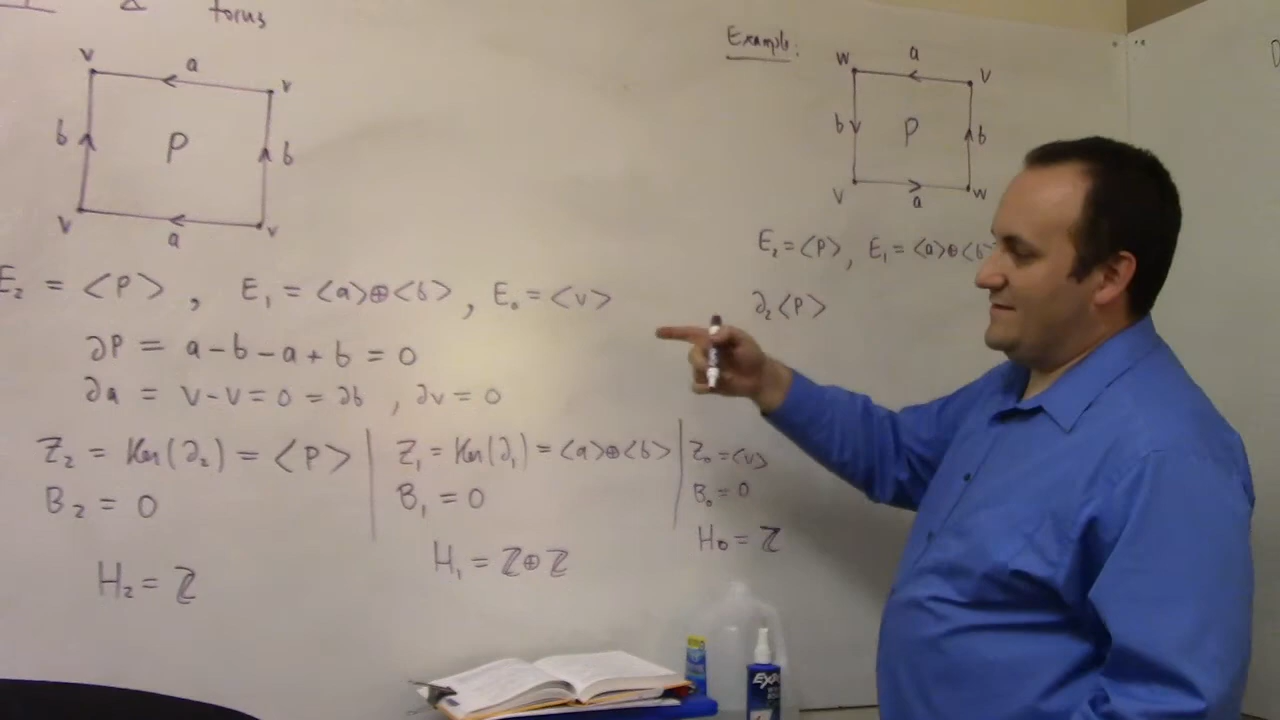 torus
v
a
v
b
P
b
v
a
v
E₂ = <P> , E₁ = <a>⊕<b> , E₀ = <v>
∂P = a - b - a + b = 0
∂a = v - v = 0 = ∂b , ∂v = 0
Z₂ = Ker(∂₂) = <P>
B₂ = 0
H₂ = ℤ
Z₁ = Ker(∂₁) = <a>⊕<b>
B₁ = 0
H₁ = ℤ⊕ℤ
Z₀ = <v>
B₀ = 0
H₀ = ℤ
Example:
w
a
v
b
P
b
v
a
w
E₂ = <P> , E₁ = <a>⊕<b>
∂₂<P>
EXP